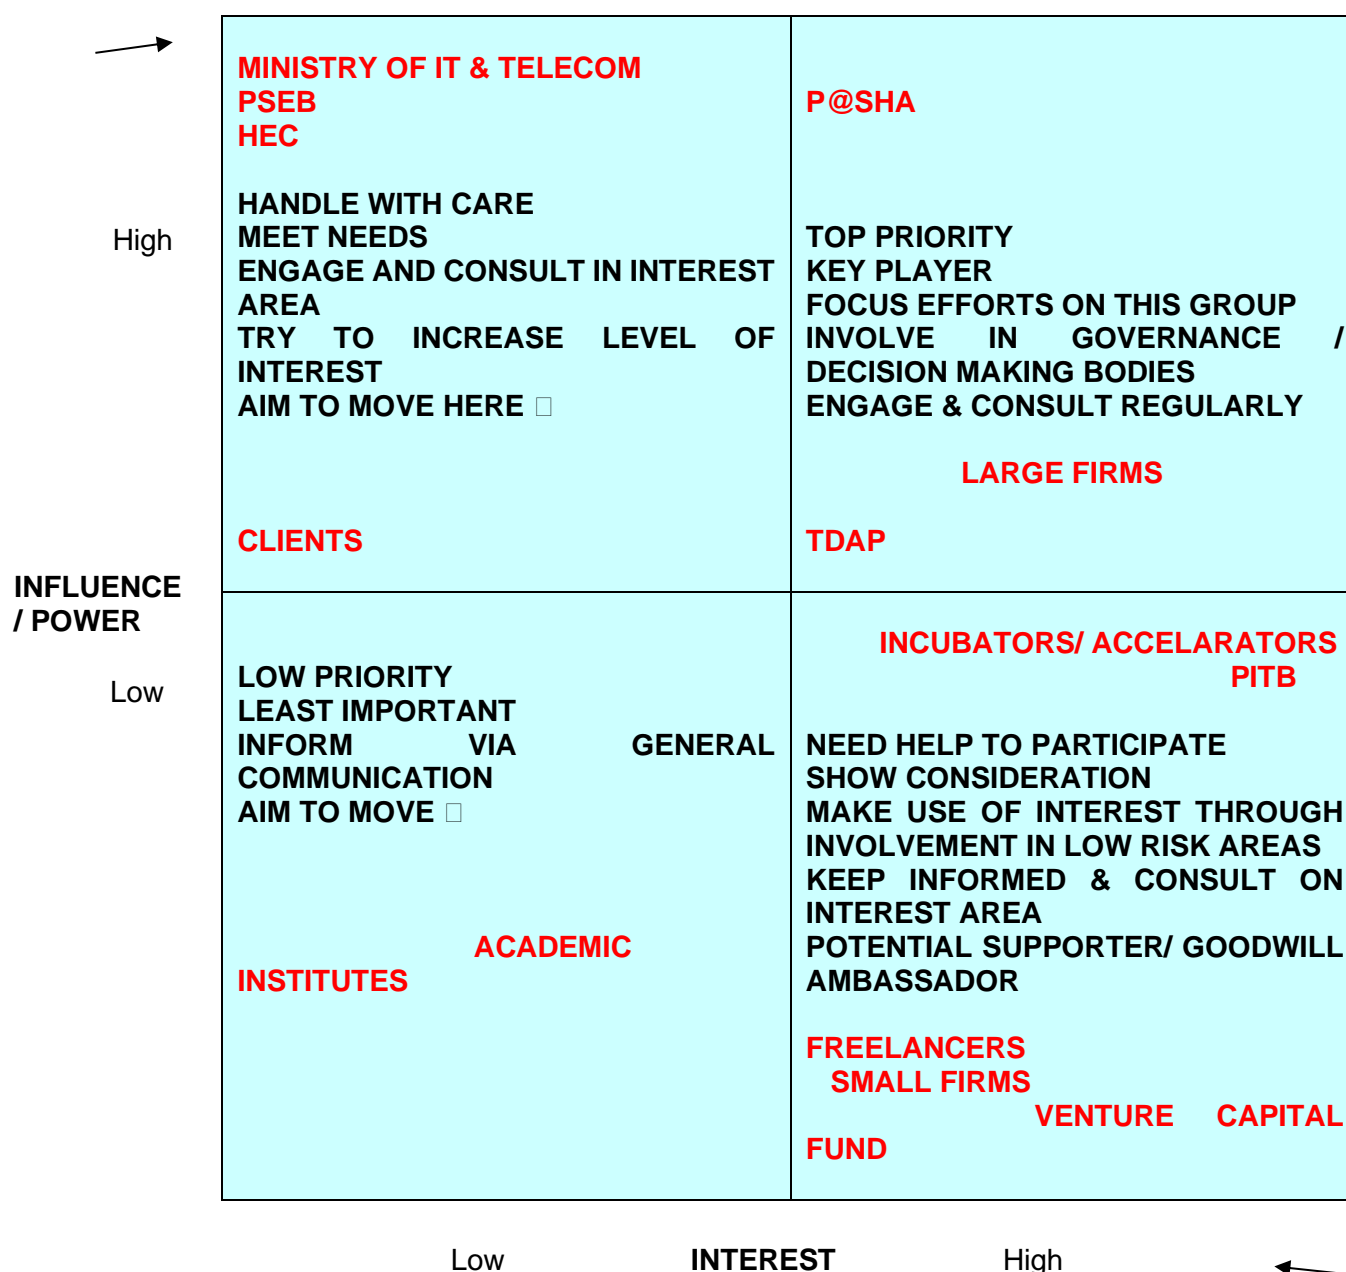 MINISTRY OF IT & TELECOM
PSEB
HEC
HANDLE WITH CARE
MEET NEEDS
ENGAGE AND CONSULT IN INTEREST
AREA
TRY TO INCREASE LEVEL OF
INTEREST
AIM TO MOVE HERE □
CLIENTS
P@SHA
TOP PRIORITY
KEY PLAYER
FOCUS EFFORTS ON THIS GROUP
INVOLVE IN GOVERNANCE /
DECISION MAKING BODIES
ENGAGE & CONSULT REGULARLY
LARGE FIRMS
TDAP
High
INFLUENCE
/ POWER
Low
LOW PRIORITY
LEAST IMPORTANT
INFORM VIA GENERAL
COMMUNICATION
AIM TO MOVE □
ACADEMIC
INSTITUTES
INCUBATORS/ ACCELARATORS
PITB
NEED HELP TO PARTICIPATE
SHOW CONSIDERATION
MAKE USE OF INTEREST THROUGH
INVOLVEMENT IN LOW RISK AREAS
KEEP INFORMED & CONSULT ON
INTEREST AREA
POTENTIAL SUPPORTER/ GOODWILL
AMBASSADOR
FREELANCERS
SMALL FIRMS
VENTURE CAPITAL
FUND
Low INTEREST High